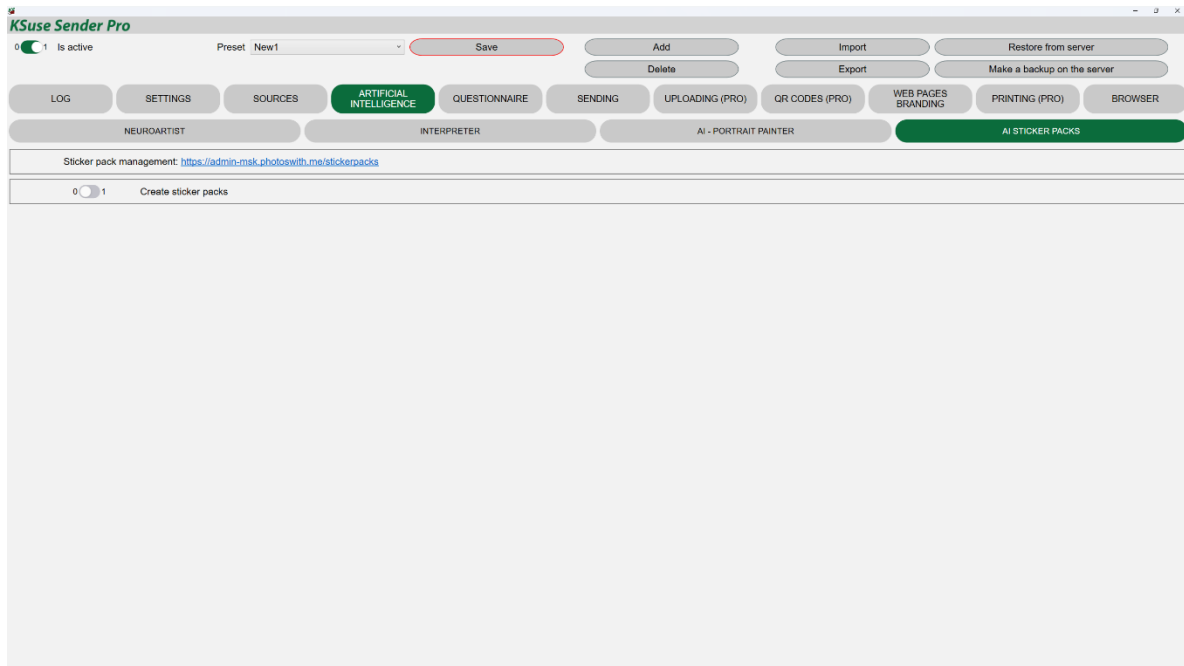 KSuse Sender Pro
0 1 Is active Preset New1 Save Add Import Restore from server
Delete Export Make a backup on the server
LOG SETTINGS SOURCES ARTIFICIAL INTELLIGENCE QUESTIONNAIRE SENDING UPLOADING (PRO) QR CODES (PRO) WEB PAGES BRANDING PRINTING (PRO) BROWSER
NEUROARTIST INTERPRETER AI - PORTRAIT PAINTER AI STICKER PACKS
Sticker pack management: https://admin-msk.photoswith.me/stickerpacks
0 1 Create sticker packs